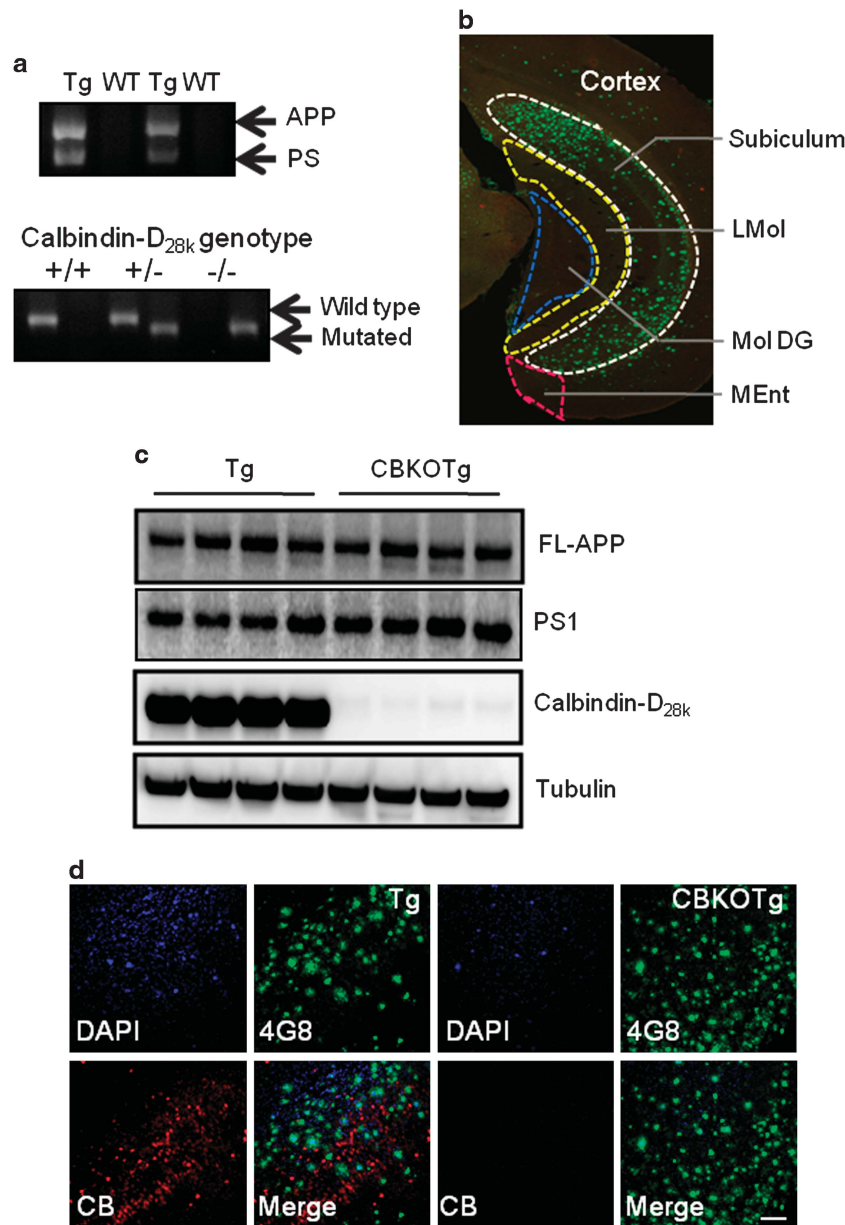 a
Tg WT Tg WT
APP
PS
Calbindin-D28k genotype
+/+ +/- -/-
Wild type
Mutated
b
Cortex
Subiculum
LMol
Mol DG
MEnt
c
Tg CBKOTg
FL-APP
PS1
Calbindin-D28k
Tubulin
d
Tg CBKOTg
DAPI 4G8 DAPI 4G8
CB Merge CB Merge